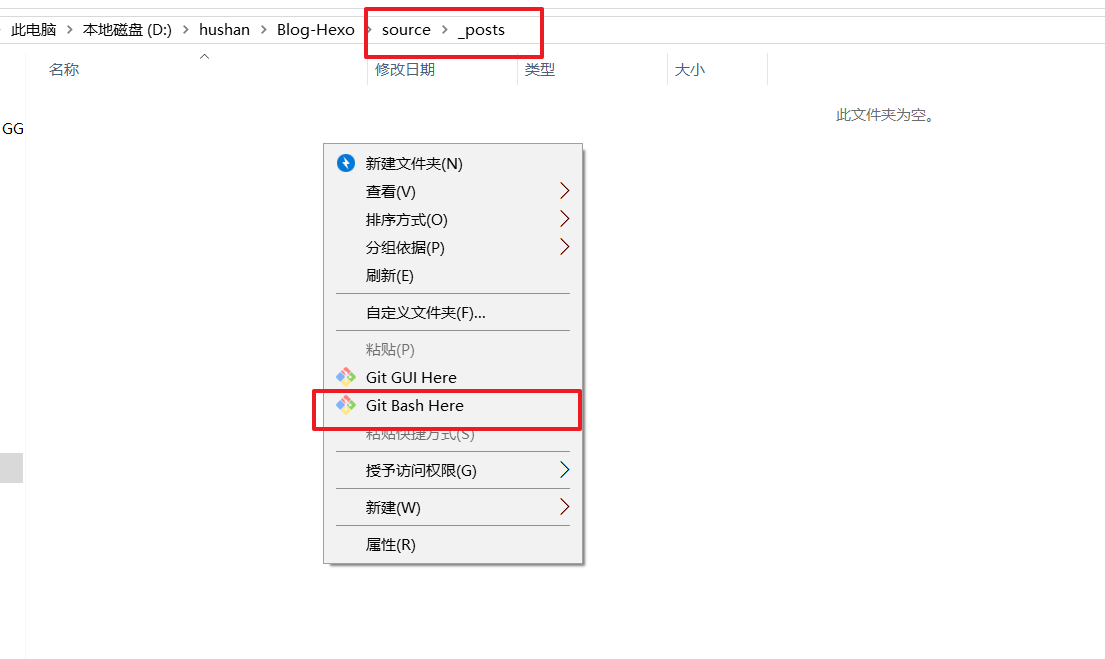 此电脑 > 本地磁盘 (D:) > hushan > Blog-Hexo > source > _posts
名称 修改日期 类型 大小
此文件夹为空。
GG
新建文件夹(N)
查看(V)
排序方式(O)
分组依据(P)
刷新(E)
自定义文件夹(F)...
粘贴(P)
Git GUI Here
Git Bash Here
粘贴快捷方式(S)
授予访问权限(G)
新建(W)
属性(R)